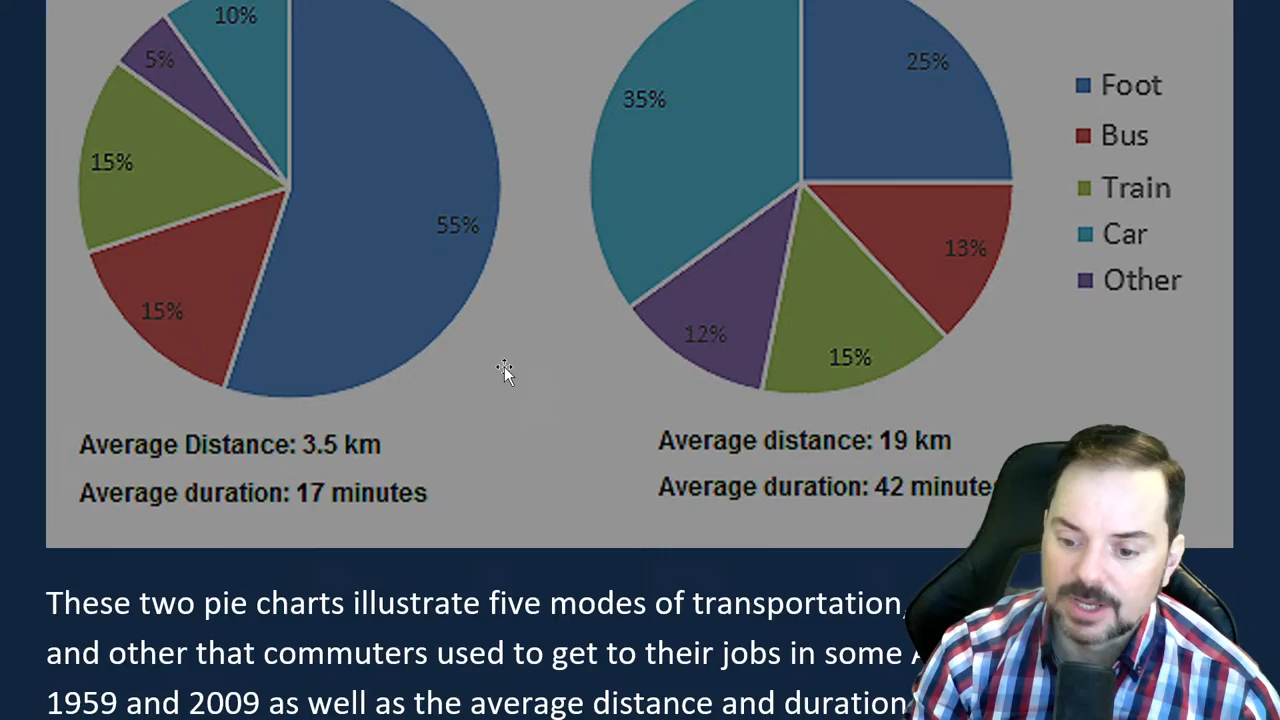 10%
5%
15%
15%
55%
35%
25%
13%
15%
12%
Foot
Bus
Train
Car
Other
Average Distance: 3.5 km
Average duration: 17 minutes
Average distance: 19 km
Average duration: 42 minute
These two pie charts illustrate five modes of transportation,
and other that commuters used to get to their jobs in some
1959 and 2009 as well as the average distance and duration